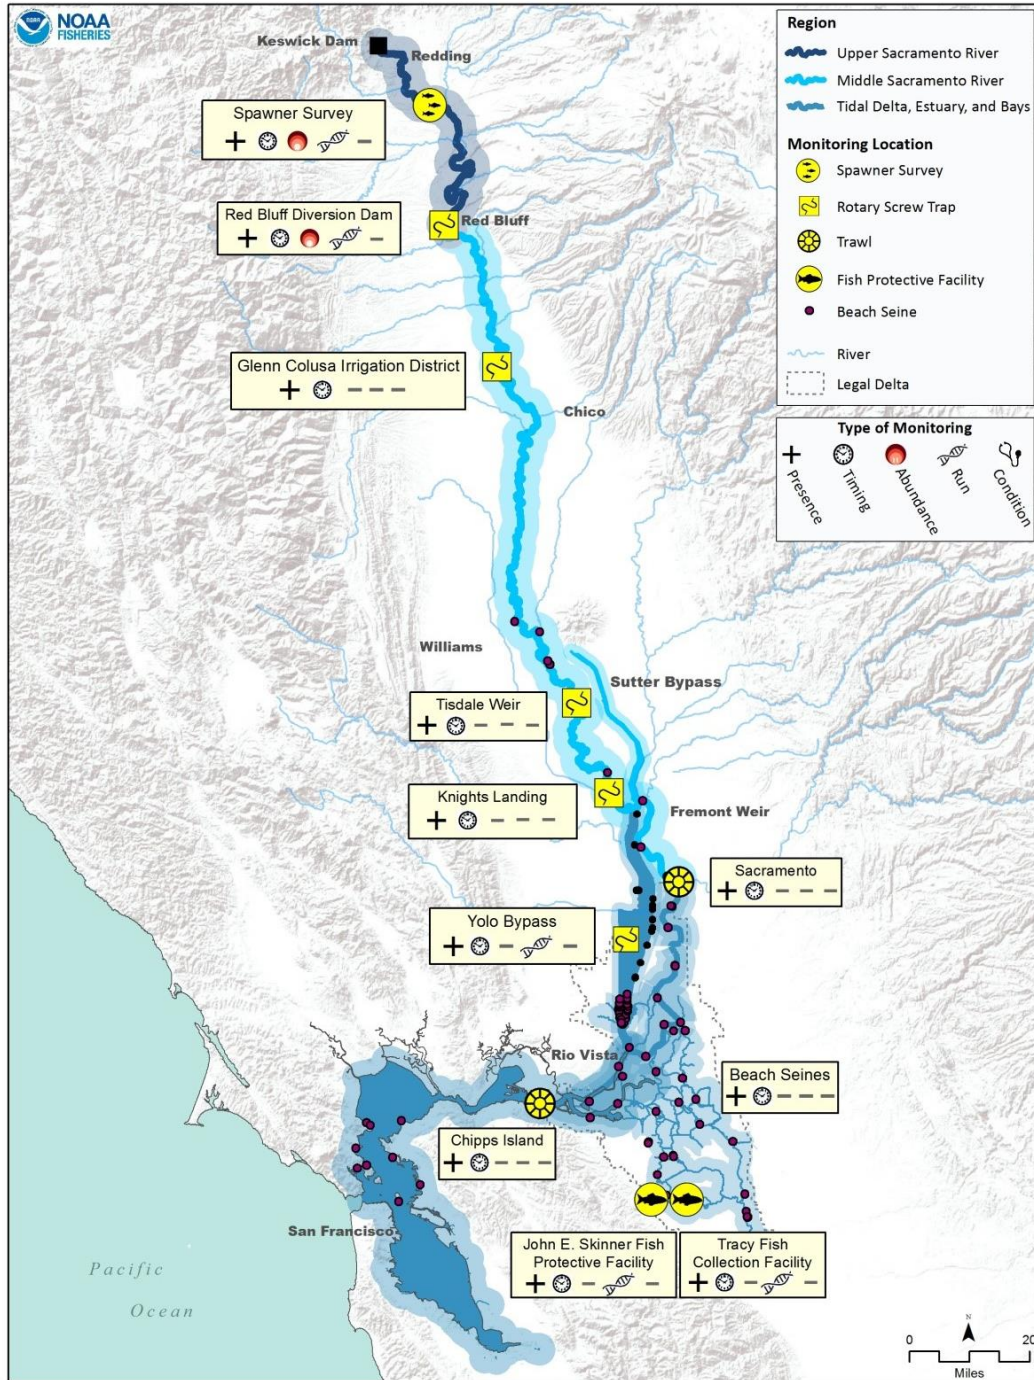 NOAA
FISHERIES
Keswick Dam
Redding
Spawner Survey
Red Bluff Diversion Dam
Red Bluff
Glenn Colusa Irrigation District
Chico
Williams
Sutter Bypass
Tisdale Weir
Knights Landing
Fremont Weir
Sacramento
Yolo Bypass
Rio Vista
Beach Seines
Chipps Island
San Francisco
John E. Skinner Fish
Protective Facility
Tracy Fish
Collection Facility
Pacific
Ocean
Region
Upper Sacramento River
Middle Sacramento River
Tidal Delta, Estuary, and Bays
Monitoring Location
Spawner Survey
Rotary Screw Trap
Trawl
Fish Protective Facility
Beach Seine
River
Legal Delta
Type of Monitoring
Presence
Timing
Abundance
Run
Condition
N
0
20
Miles